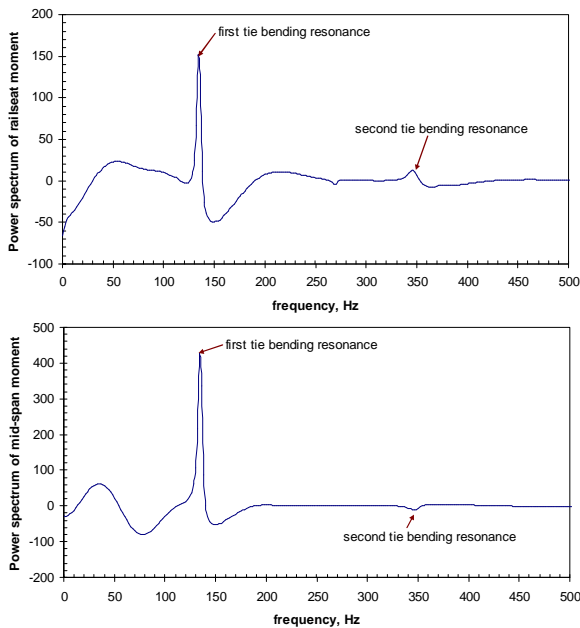 200
first tie bending resonance
150
100
second tie bending resonance
50
0
-50
-100
0 50 100 150 200 250 300 350 400 450 500
frequency, Hz
Power spectrum of railseat moment
500
first tie bending resonance
400
300
200
100
0
-100
second tie bending resonance
-200
0 50 100 150 200 250 300 350 400 450 500
frequency, Hz
Power spectrum of mid-span moment